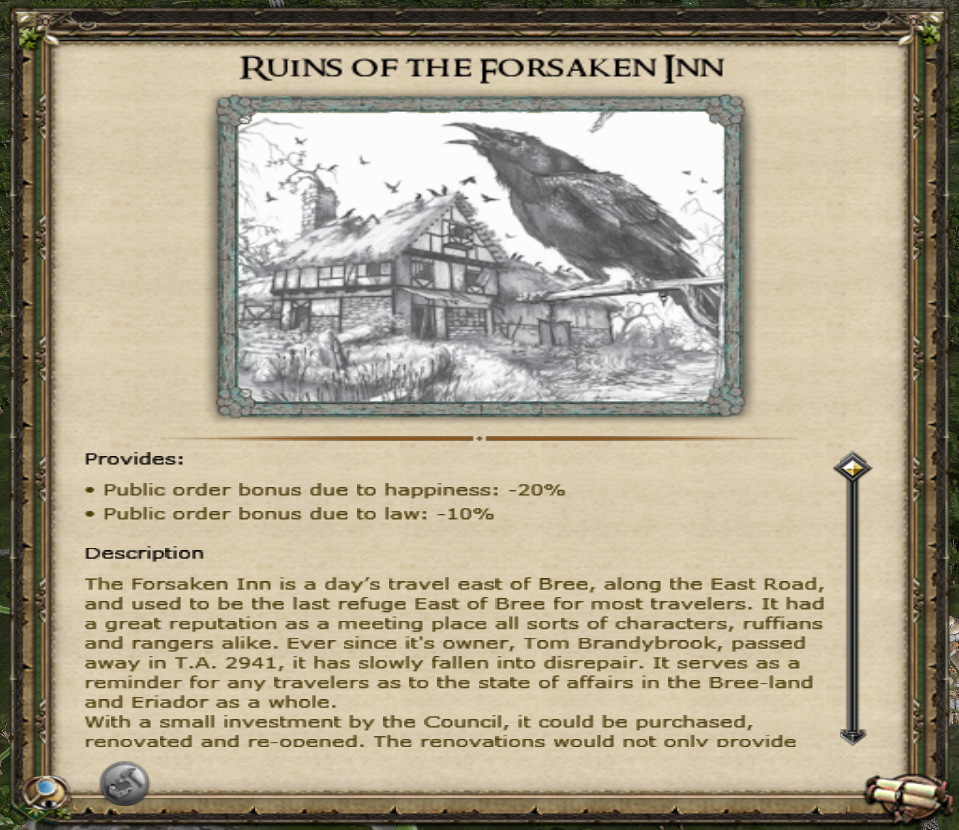 Ruins of the Forsaken Inn
Provides:
• Public order bonus due to happiness: -20%
• Public order bonus due to law: -10%
Description
The Forsaken Inn is a day’s travel east of Bree, along the East Road,
and used to be the last refuge East of Bree for most travelers. It had
a great reputation as a meeting place all sorts of characters, ruffians
and rangers alike. Ever since it's owner, Tom Brandybrook, passed
away in T.A. 2941, it has slowly fallen into disrepair. It serves as a
reminder for any travelers as to the state of affairs in the Bree-land
and Eriador as a whole.
With a small investment by the Council, it could be purchased,
renovated and re-opened. The renovations would not only provide